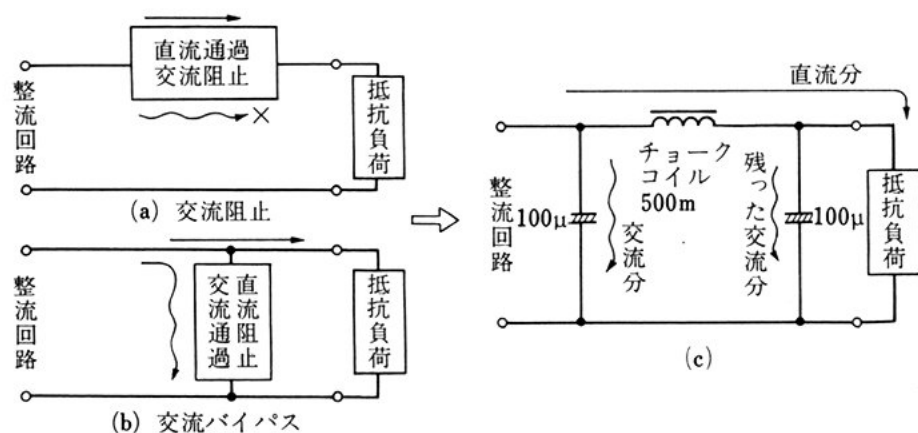 直流通過
交流阻止
×
整流回路
抵抗負荷
(a) 交流阻止
整流回路
直流阻止
交流通過
抵抗負荷
(b) 交流バイパス
直流分
整流回路
100μ
交流分
チョーク
コイル
500m
残った交流分
100μ
抵抗負荷
(c)